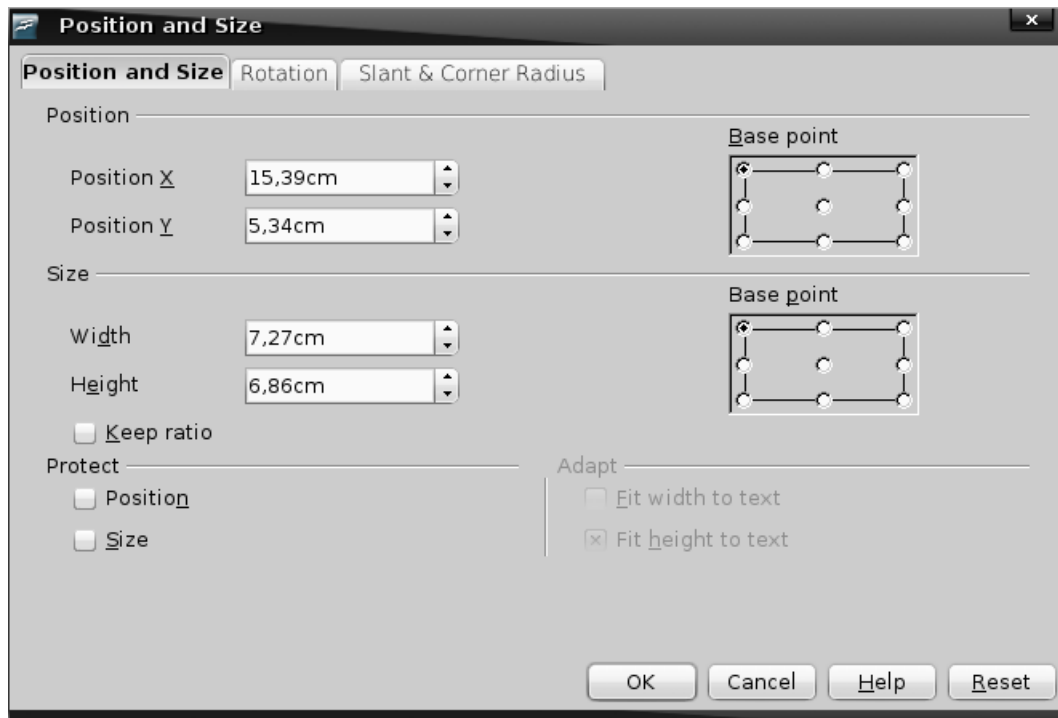 Position and Size
Position and Size Rotation Slant & Corner Radius
Position
Base point
Position X 15,39cm
Position Y 5,34cm
Size
Base point
Width 7,27cm
Height 6,86cm
Keep ratio
Protect Adapt
Position Fit width to text
Size Fit height to text
OK Cancel Help Reset